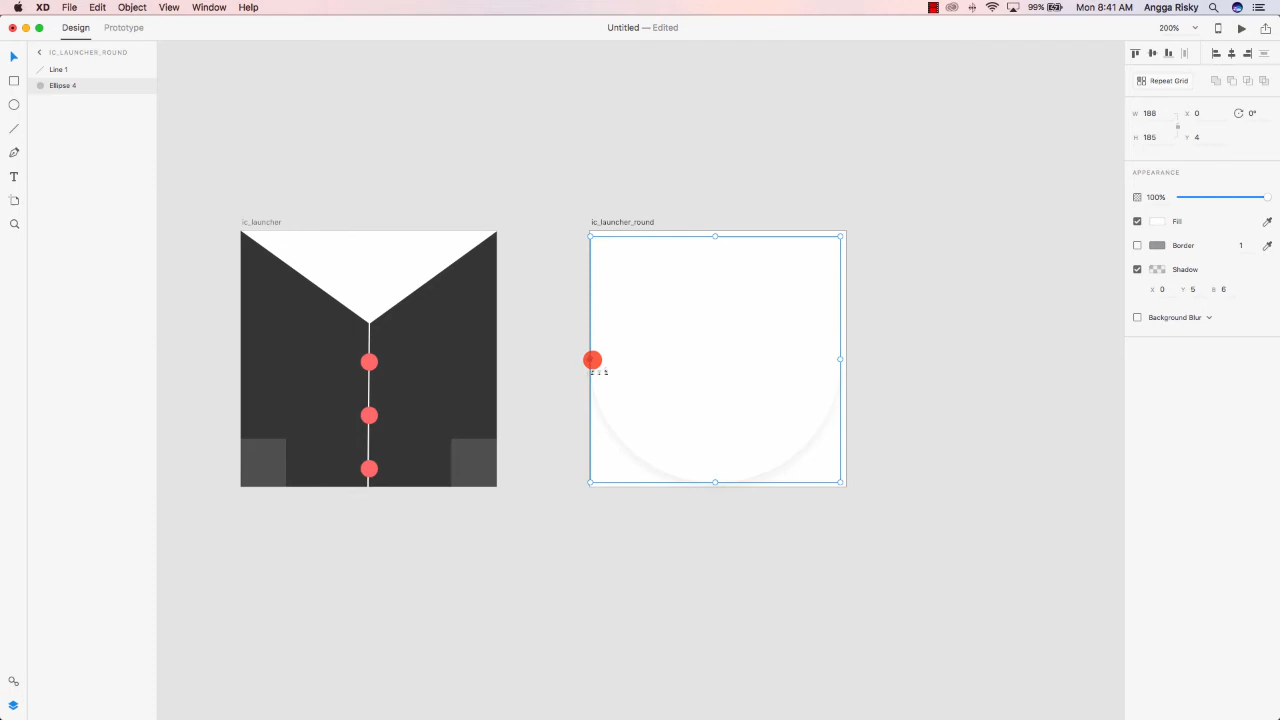 XD File Edit Object View Window Help
99% Mon 8:41 AM Angga Risky
Design Prototype
Untitled — Edited
200%
IC_LAUNCHER_ROUND
Line 1
Ellipse 4
Repeat Grid
W 188 X 0 0°
H 185 Y 4
APPEARANCE
100%
Fill
Border 1
Shadow
X 0 Y 5 B 6
Background Blur
ic_launcher
ic_launcher_round